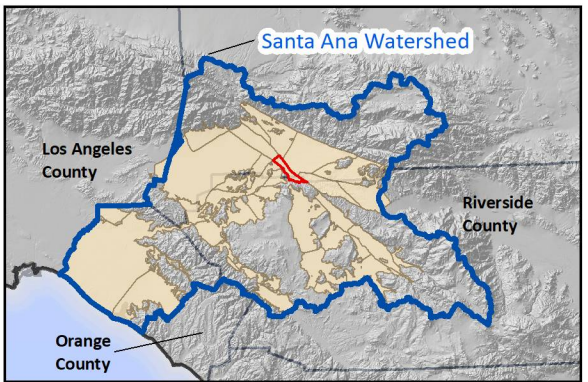 Santa Ana Watershed
Los Angeles
County
Riverside
County
Orange
County